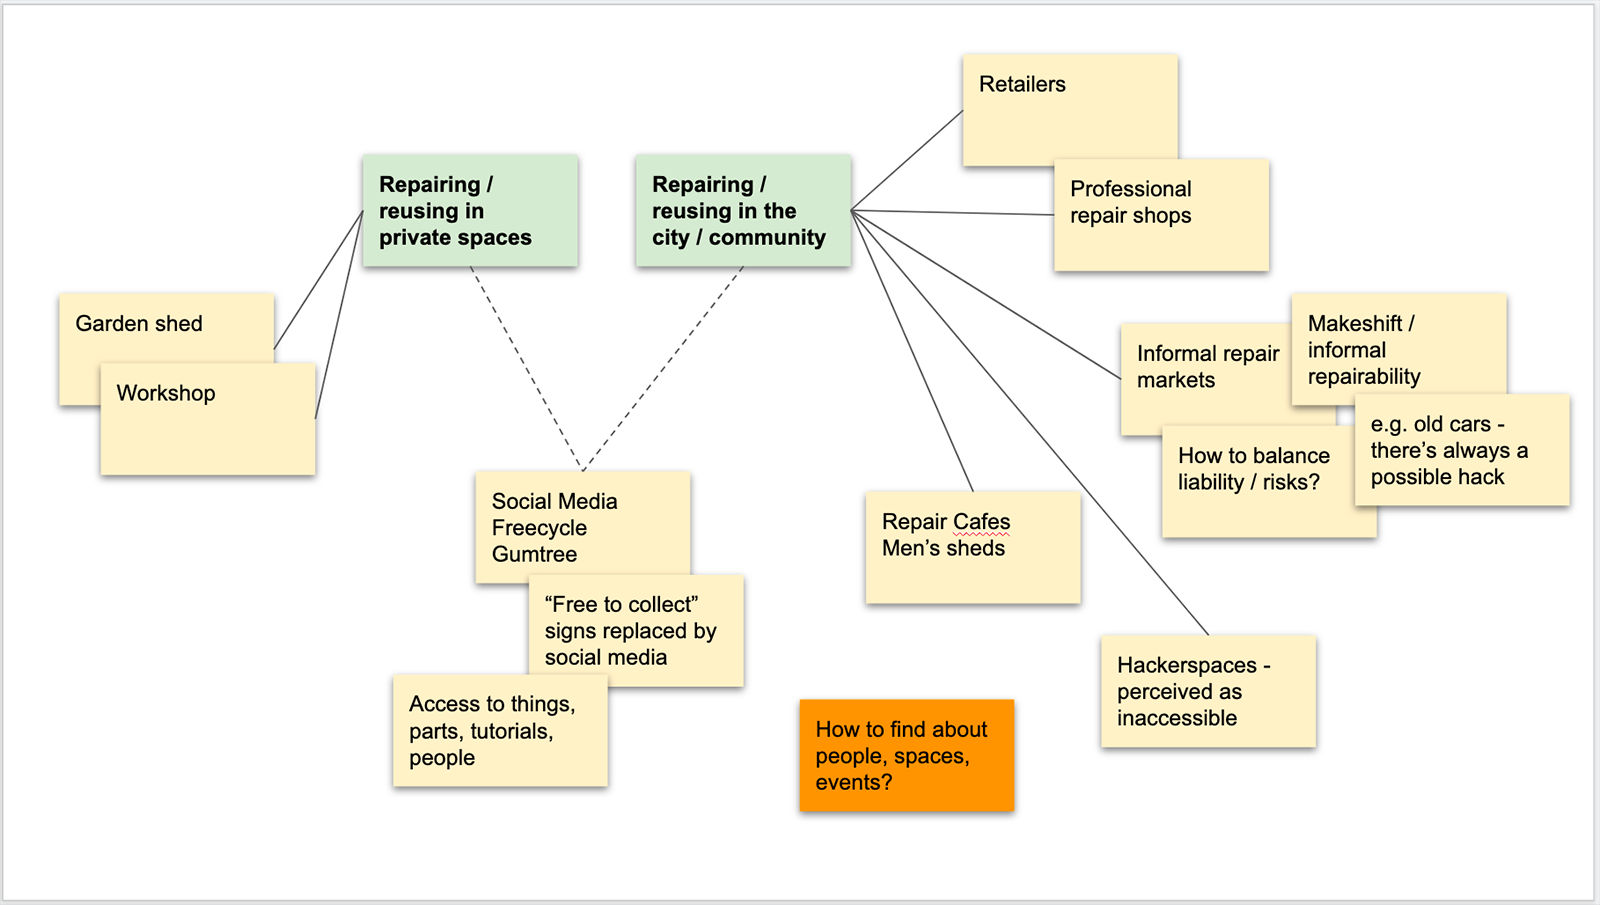 Retailers
Repairing /
reusing in
private spaces
Repairing /
reusing in the
city / community
Professional
repair shops
Garden shed
Workshop
Informal repair
markets
Makeshift /
informal
repairability
e.g. old cars -
there’s always a
possible hack
How to balance
liability / risks?
Social Media
Freecycle
Gumtree
“Free to collect”
signs replaced by
social media
Access to things,
parts, tutorials,
people
Repair Cafes
Men’s sheds
Hackerspaces -
perceived as
inaccessible
How to find about
people, spaces,
events?